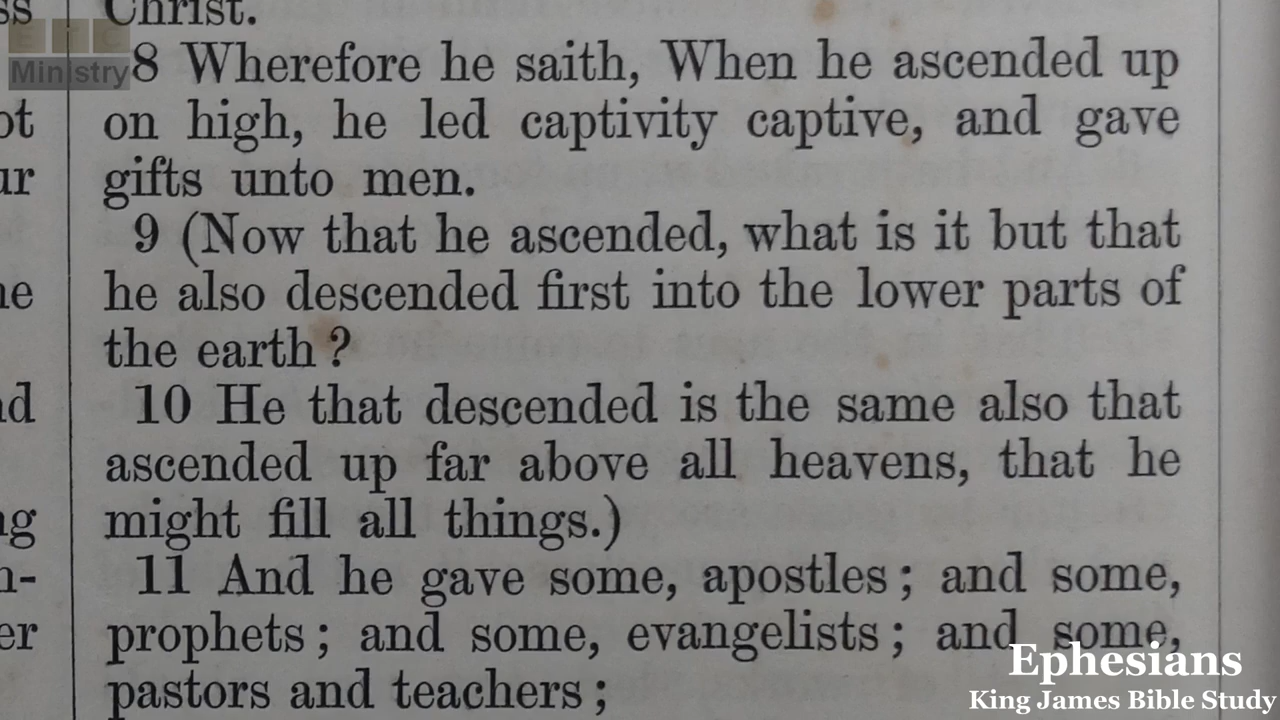 Christ.
8 Wherefore he saith, When he ascended up
on high, he led captivity captive, and gave
gifts unto men.
9 (Now that he ascended, what is it but that
he also descended first into the lower parts of
the earth?
10 He that descended is the same also that
ascended up far above all heavens, that he
might fill all things.)
11 And he gave some, apostles; and some,
prophets; and some, evangelists; and some,
pastors and teachers;
ETC
Ministry
Ephesians
King James Bible Study